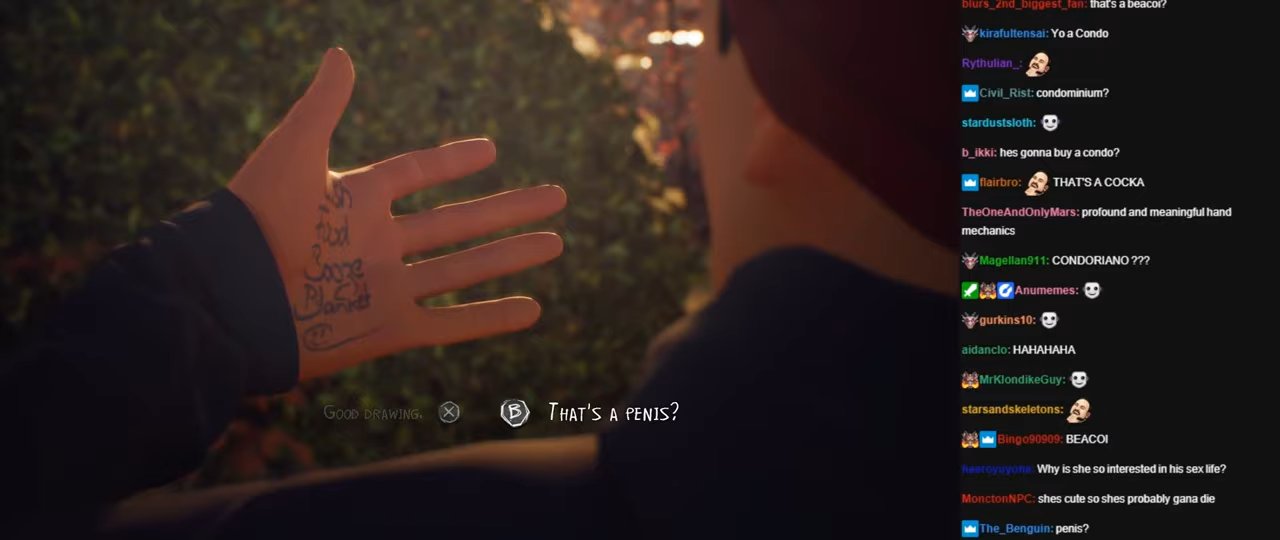 Food
Booze
Blanket
GOOD DRAWING.
B
THAT'S A PENIS?
blurs_2nd_biggest_fan: that's a beacoi?
kirafultensai: Yo a Condo
Rythulian_:
Civil_Rist: condominium?
stardustsloth:
b_ikki: hes gonna buy a condo?
flairbro: THAT'S A COCKA
TheOneAndOnlyMars: profound and meaningful hand
mechanics
Magellan911: CONDORIANO ???
Anumemes:
gurkins10:
aidanclo: HAHAHAHA
MrKlondikeGuy:
starsandskeletons:
Bingo90909: BEACOI
heeroyuyone: Why is she so interested in his sex life?
MonctonNPC: shes cute so shes probably gana die
The_Benguin: penis?